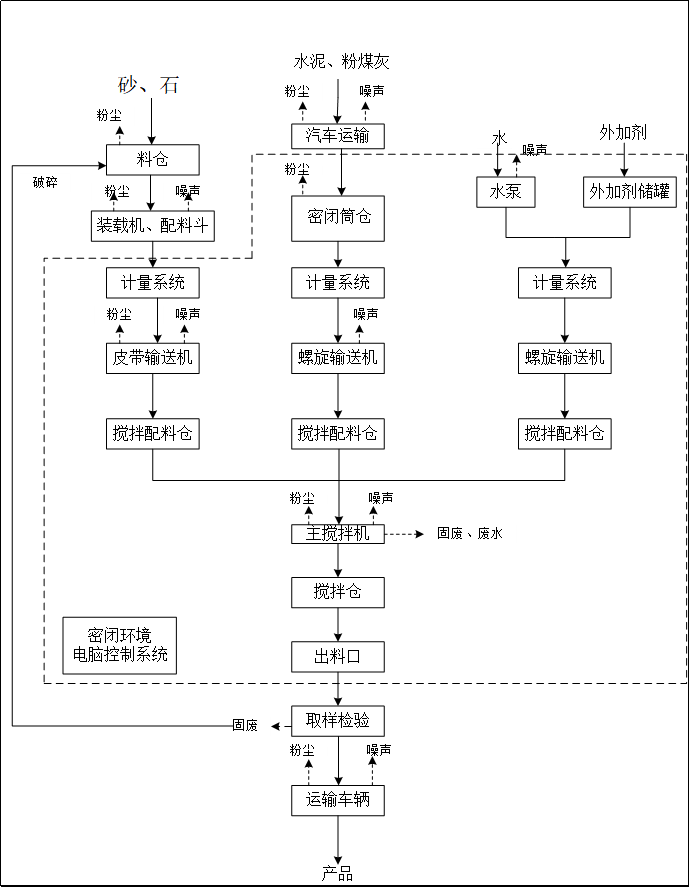 水泥、粉煤灰
砂、石
粉尘
噪声
粉尘
汽车运输
水
外加剂
噪声
料仓
破碎
粉尘
粉尘
噪声
密闭筒仓
水泵
外加剂储罐
装载机、配料斗
计量系统
计量系统
计量系统
粉尘
噪声
噪声
皮带输送机
螺旋输送机
螺旋输送机
搅拌配料仓
搅拌配料仓
搅拌配料仓
粉尘
噪声
主搅拌机
固废、废水
搅拌仓
密闭环境
电脑控制系统
出料口
固废
取样检验
粉尘
噪声
运输车辆
产品